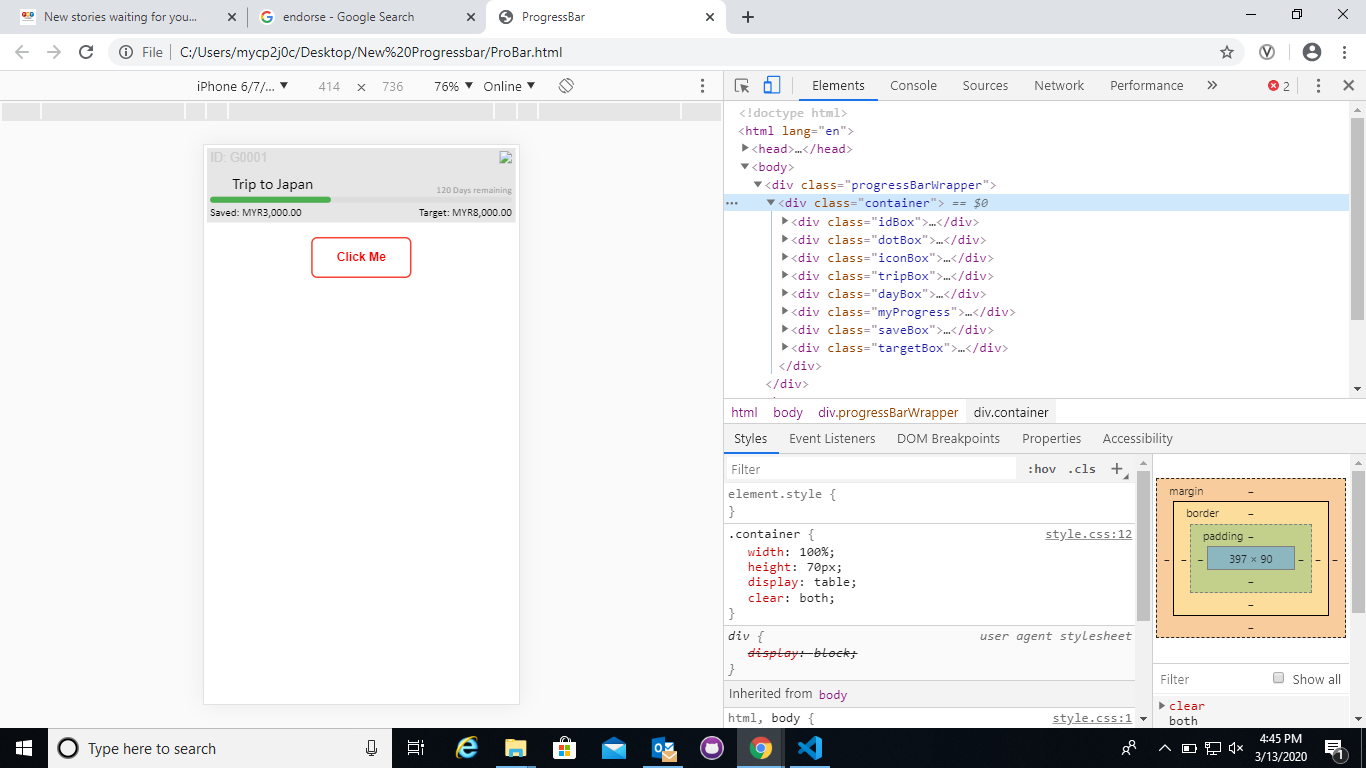 New stories waiting for you...
endorse - Google Search
ProgressBar
File | C:/Users/mycp2j0c/Desktop/New%20Progressbar/ProBar.html
iPhone 6/7/... ▼ 414 × 736 76% ▼ Online ▼
ID: G0001
Trip to Japan
120 Days remaining
Saved: MYR3,000.00 Target: MYR8,000.00
Click Me
Elements Console Sources Network Performance » 2
<!doctype html>
<html lang="en">
<head>…</head>
<body>
<div class="progressBarWrapper">
<div class="container"> == $0
<div class="idBox">…</div>
<div class="dotBox">…</div>
<div class="iconBox">…</div>
<div class="tripBox">…</div>
<div class="dayBox">…</div>
<div class="myProgress">…</div>
<div class="saveBox">…</div>
<div class="targetBox">…</div>
</div>
</div>
html body div.progressBarWrapper div.container
Styles Event Listeners DOM Breakpoints Properties Accessibility
Filter :hov .cls +
element.style {
}
.container { style.css:12
width: 100%;
height: 70px;
display: table;
clear: both;
}
div { user agent stylesheet
display: block;
}
Inherited from body
html, body { style.css:1
margin –
border –
padding –
– – – 397 × 90 – – –
–
–
–
Filter Show all
clear
both
Type here to search
4:45 PM
3/13/2020
1